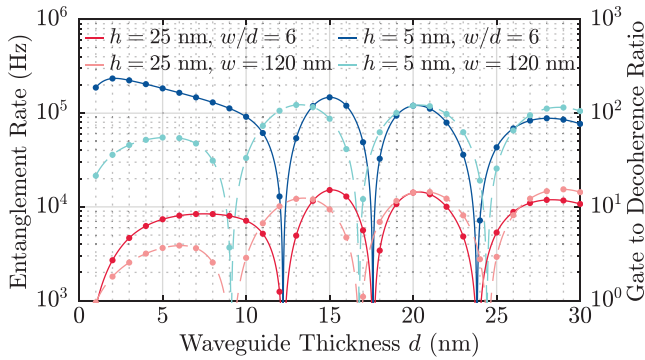 Entanglement Rate (Hz)
10^6
10^5
10^4
10^3
h = 25 nm, w/d = 6
h = 5 nm, w/d = 6
h = 25 nm, w = 120 nm
h = 5 nm, w = 120 nm
10^3
10^2
10^1
10^0
Gate to Decoherence Ratio
0 5 10 15 20 25 30
Waveguide Thickness d (nm)